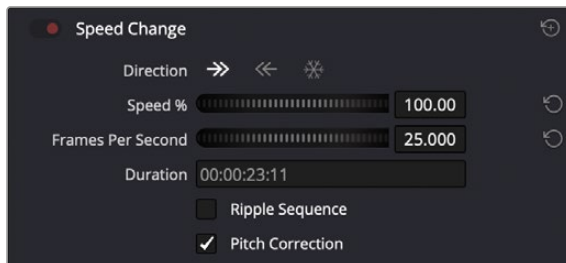 Speed Change
Direction
Speed % 100.00
Frames Per Second 25.000
Duration 00:00:23:11
Ripple Sequence
Pitch Correction